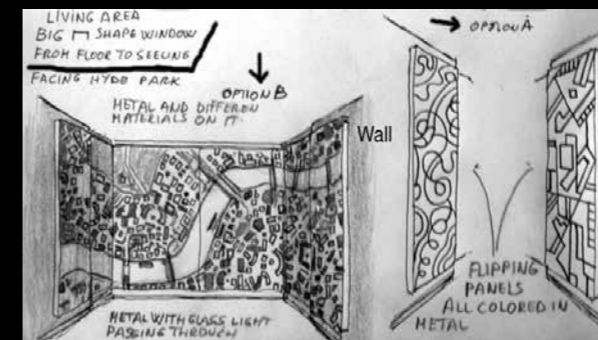 LIVING AREA
BIG ⊓ SHAPE WINDOW
FROM FLOOR TO SEELING
FACING HYDE PARK
OPTION B
METAL AND DIFFEREN
MATERIALS ON IT.
Wall
METAL WITH GLASS LIGHT
PASSING THROUGH
OPTION A
FLIPPING
PANELS
ALL COLORED IN
METAL